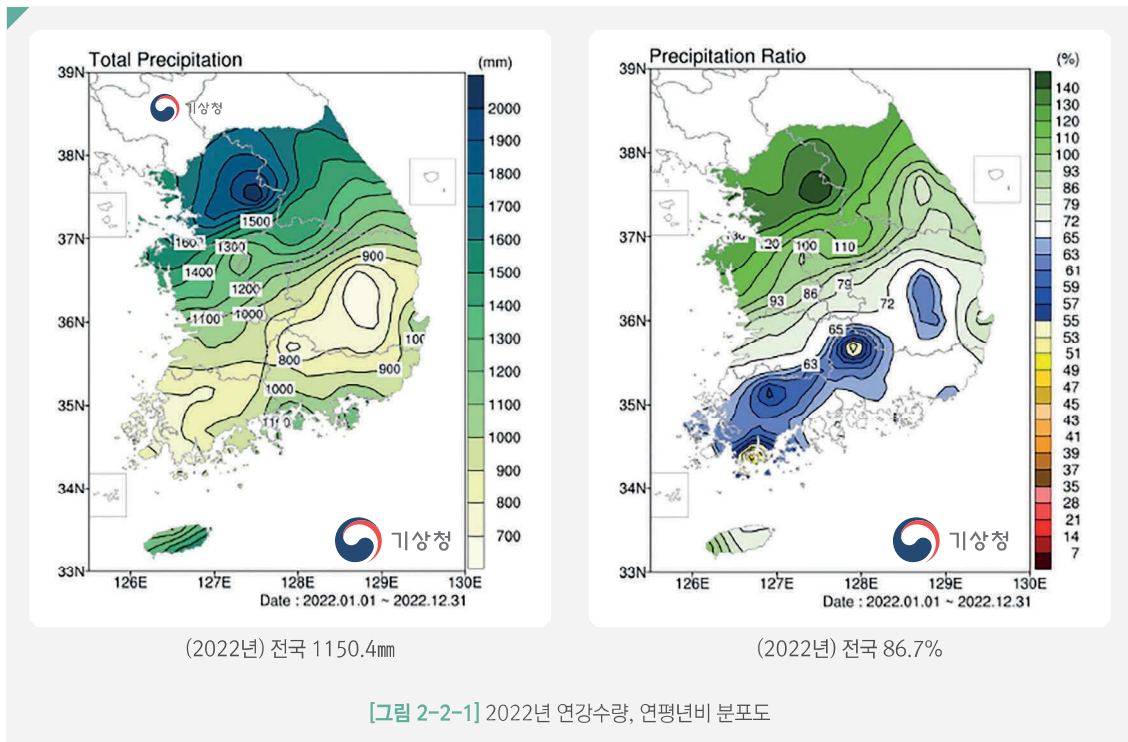 Total Precipitation
(mm)
39N
38N
37N
36N
35N
34N
33N
126E 127E 128E 129E 130E
Date : 2022.01.01 ~ 2022.12.31
기상청
1500
1600 1300
900
1400
1200
1100 1000
800
900
1000
기상청
2000
1900
1800
1700
1600
1500
1400
1300
1200
1100
1000
900
800
700
(2022년) 전국 1150.4㎜
Precipitation Ratio
(%)
39N
38N
37N
36N
35N
34N
33N
126E 127E 128E 129E 130E
Date : 2022.01.01 ~ 2022.12.31
100 110
79
93 86 72
65
63
기상청
140
130
120
110
100
93
86
79
72
65
63
61
59
57
55
53
51
49
47
45
43
41
39
37
35
28
21
14
7
(2022년) 전국 86.7%
[그림 2-2-1] 2022년 연강수량, 연평년비 분포도